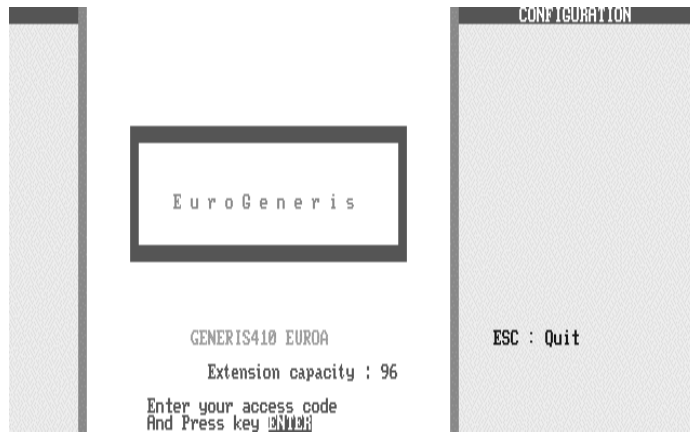 CONFIGURATION
E u r o G e n e r i s
GENERIS410 EUROA
ESC : Quit
Extension capacity : 96
Enter your access code
And Press key ENTER